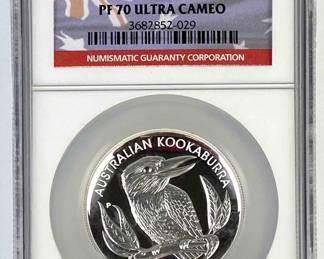 PF 70 ULTRA CAMEO
3682852-029
NUMISMATIC GUARANTY CORPORATION
AUSTRALIAN KOOKABURRA
P